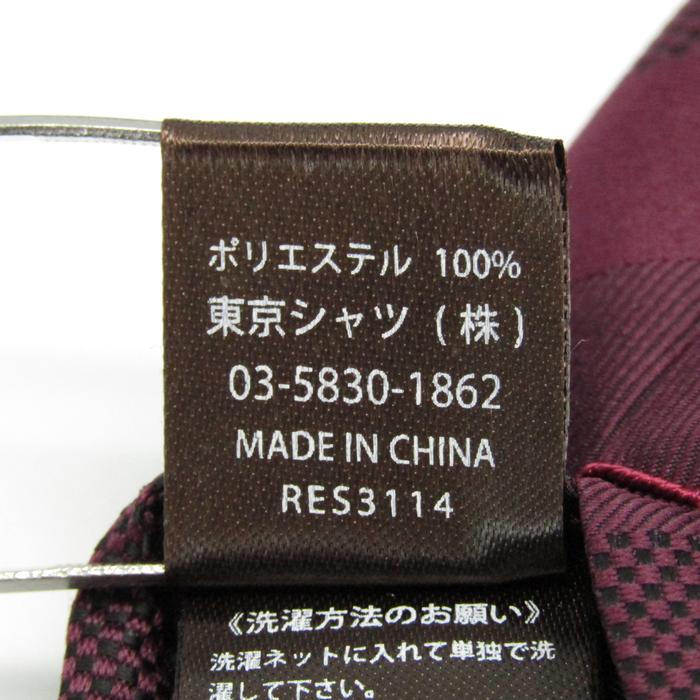 ポリエステル 100%
東京シャツ (株)
03-5830-1862
MADE IN CHINA
RES3114
《洗濯方法のお願い》
洗濯ネットに入れて単独で洗
濯して下さい。